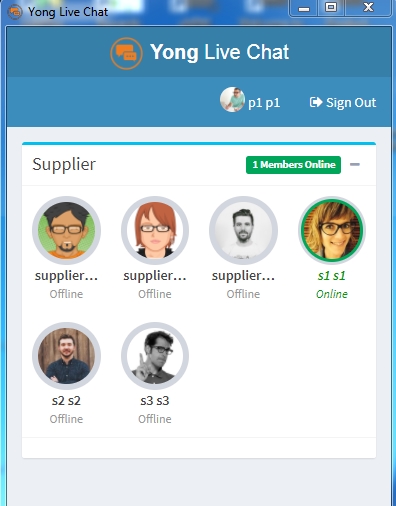 Yong Live Chat
Yong Live Chat
p1 p1 Sign Out
Supplier 1 Members Online
supplier... supplier... supplier... s1 s1
Offline Offline Offline Online
s2 s2 s3 s3
Offline Offline